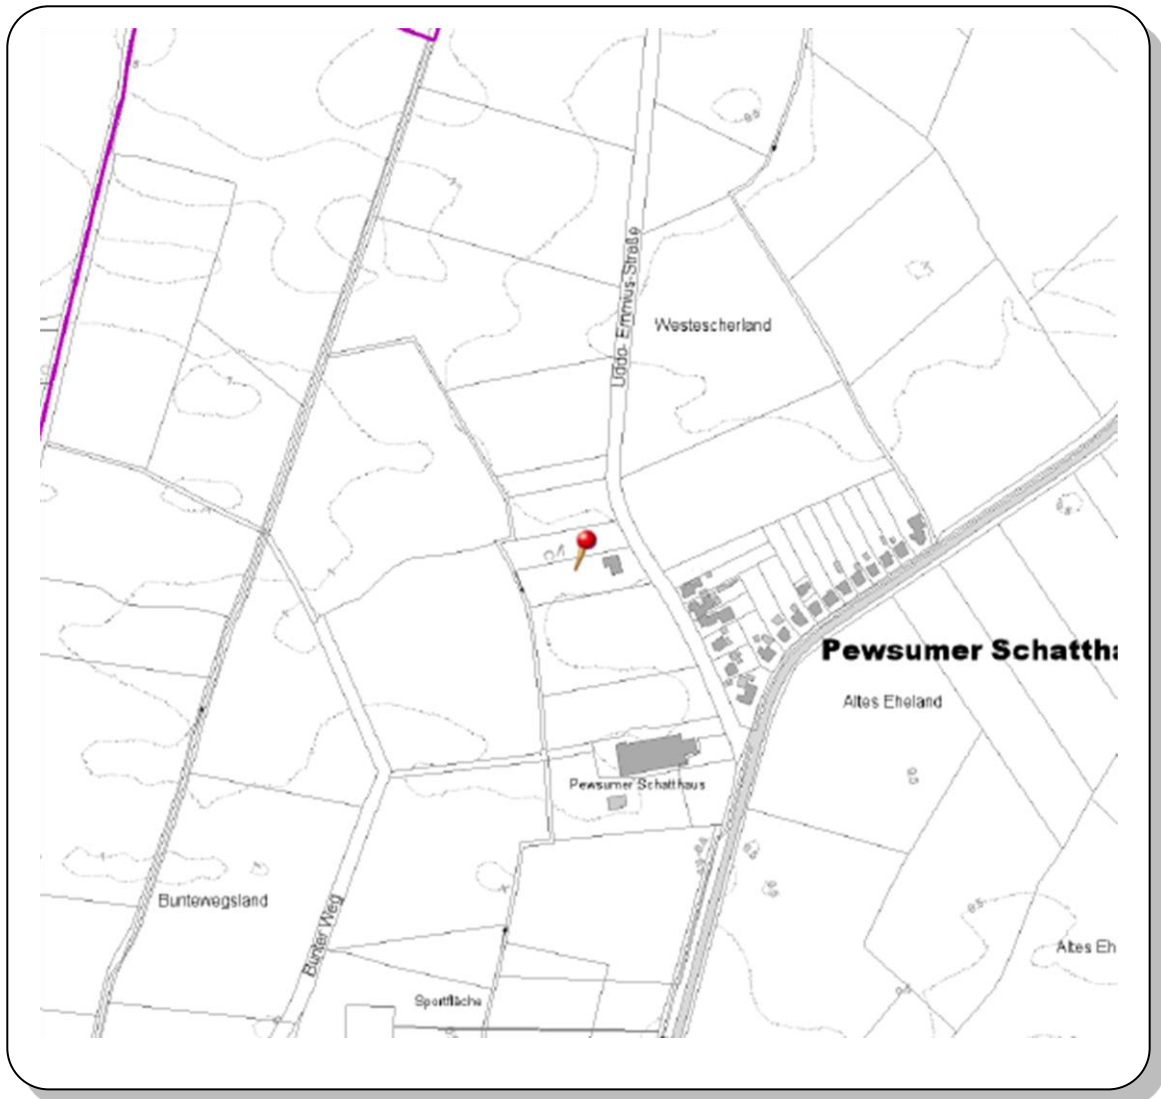 Uddo-Emmius-Straße
Westescherland
Pewsumer Schattha
Altes Eheland
Pewsumer Schatthaus
Buntewegsland
Bunter Weg
Altes Eh
Sportfläche